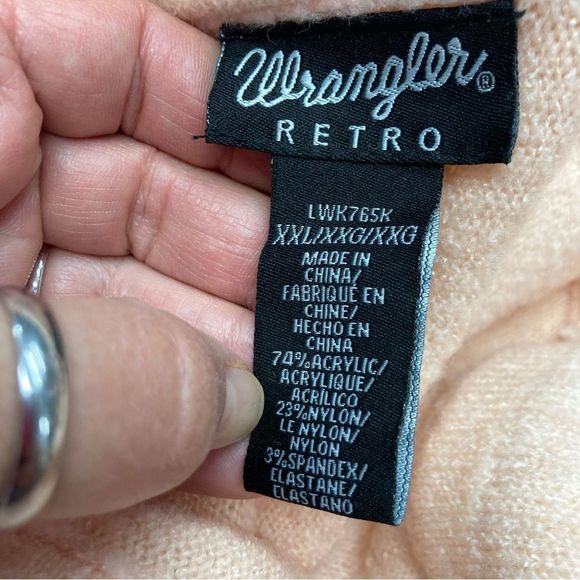 Wrangler®
RETRO
LWK765K
XXL/XXG/XXG
MADE IN
CHINA/
FABRIQUÉ EN
CHINE/
HECHO EN
CHINA
74%ACRYLIC/
ACRYLIQUE/
ACRÍLICO
23%NYLON/
LE NYLON/
NYLON
3%SPANDEX/
ELASTANE/
ELASTANO